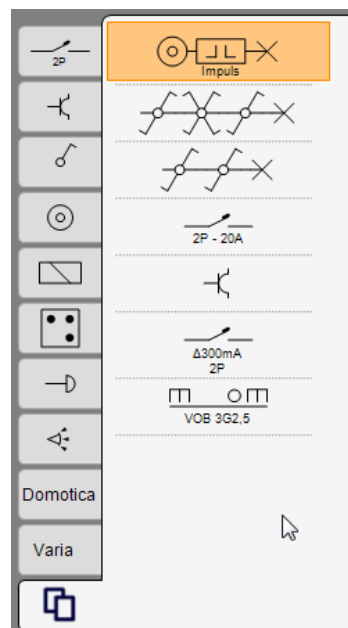 2P
Impuls
2P - 20A
Δ300mA
2P
VOB 3G2,5
Domotica
Varia